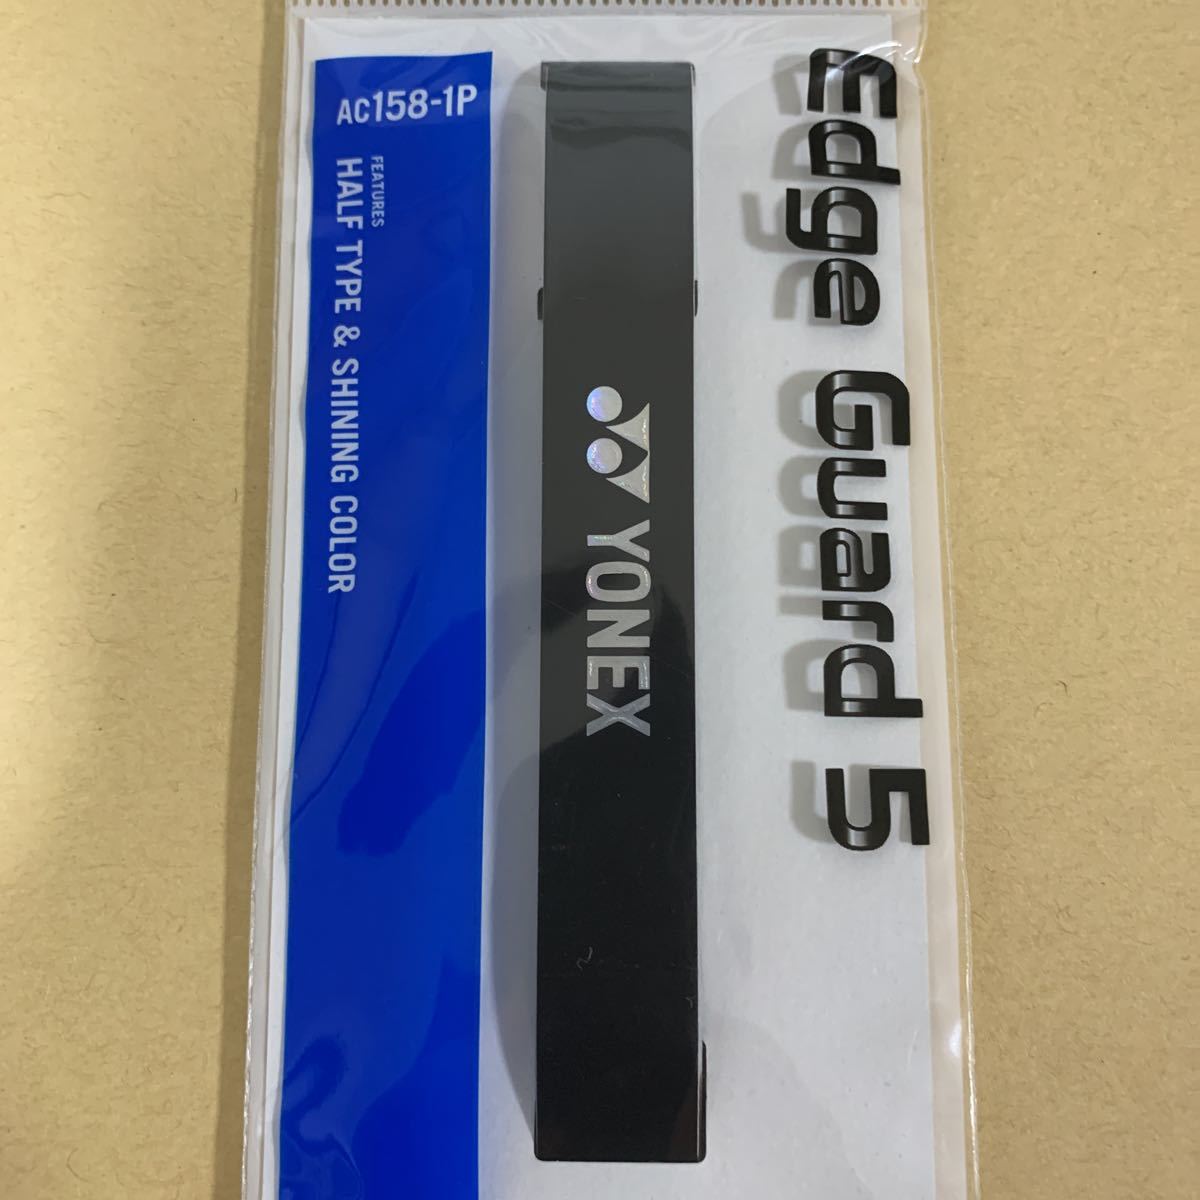 Edge Guard 5
YONEX
AC158-1P
FEATURES
HALF TYPE & SHINING COLOR